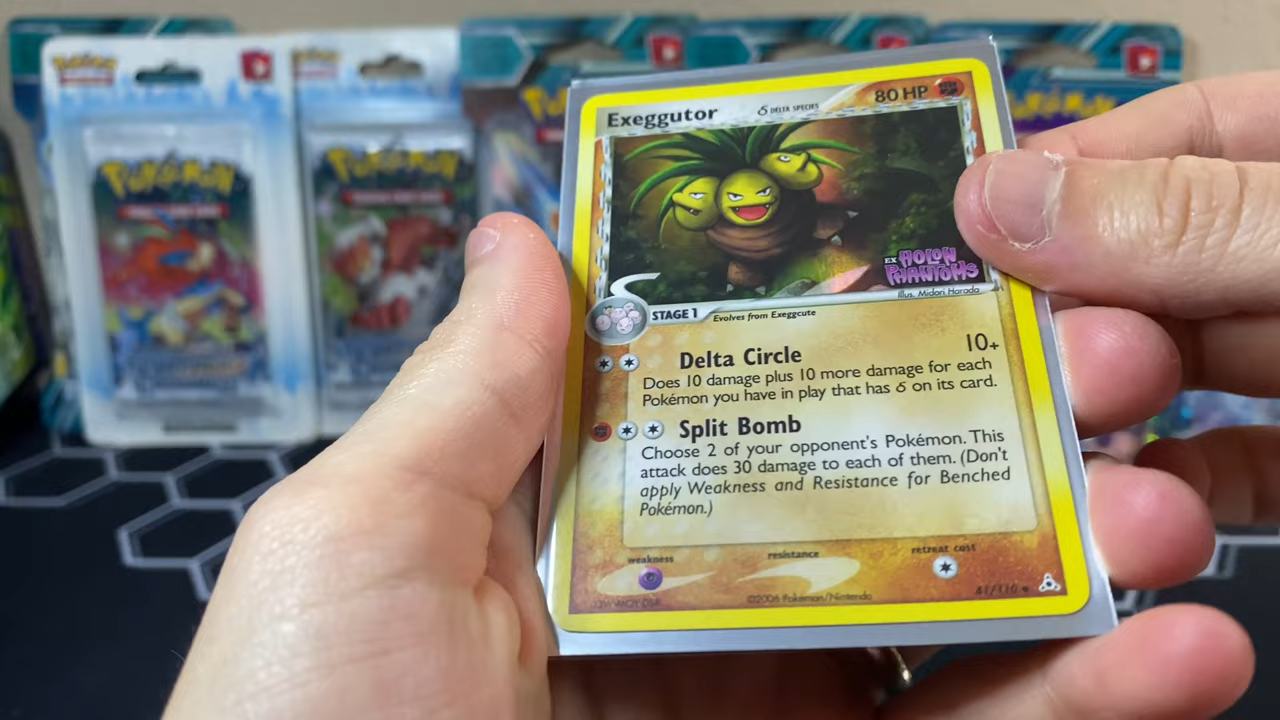 Pokémon
Pokémon
Pokémon
Pokémon
Exeggutor
δ DELTA SPECIES
80 HP
EX HOLON
PHANTOMS
Illus. Midori Harada
STAGE 1
Evolves from Exeggcute
Delta Circle
10+
Does 10 damage plus 10 more damage for each
Pokémon you have in play that has δ on its card.
Split Bomb
Choose 2 of your opponent's Pokémon. This
attack does 30 damage to each of them. (Don't
apply Weakness and Resistance for Benched
Pokémon.)
weakness
resistance
retreat cost
©2006 Pokémon/Nintendo
41/110